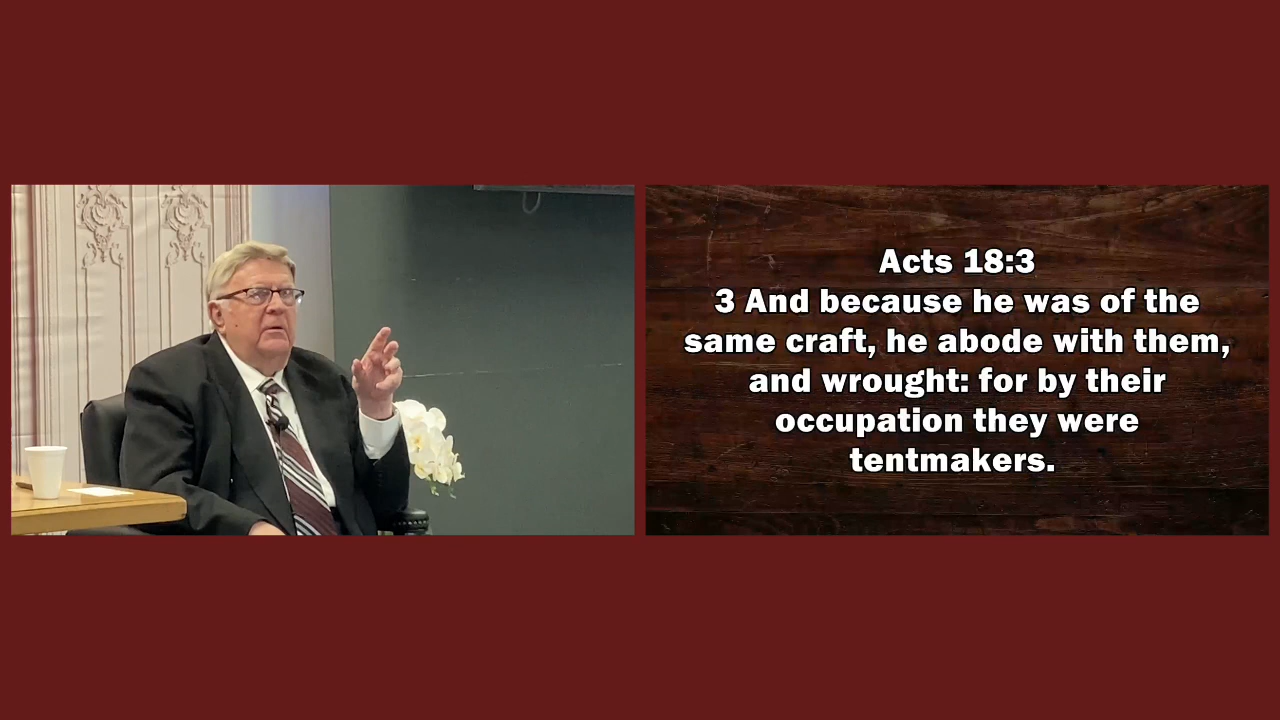 Acts 18:3
3 And because he was of the
same craft, he abode with them,
and wrought: for by their
occupation they were
tentmakers.